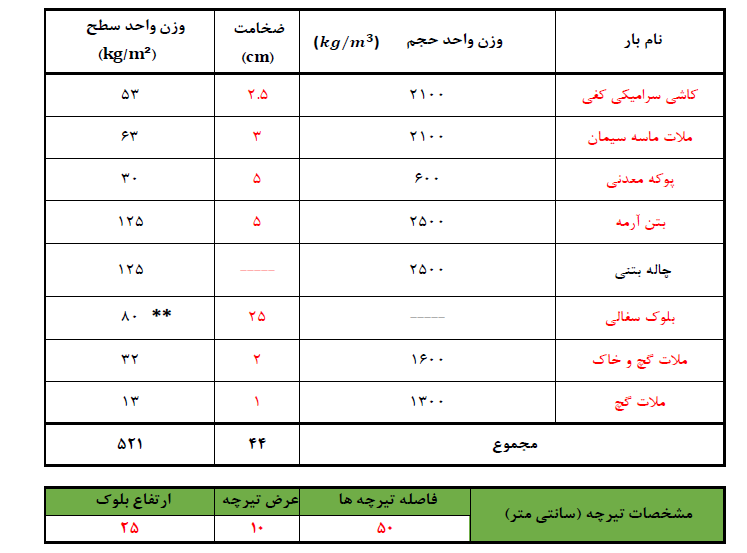 نام بار	وزن واحد حجم (kg/m³)	ضخامت (cm)	وزن واحد سطح (kg/m²)
کاشی سرامیکی کفی	۲۱۰۰	۲.۵	۵۳
ملات ماسه سیمان	۲۱۰۰	۳	۶۳
پوکه معدنی	۶۰۰	۵	۳۰
بتن آرمه	۲۵۰۰	۵	۱۲۵
چاله بتنی	۲۵۰۰	-----	۱۲۵
بلوک سفالی	-----	۲۵	۸۰ **
ملات گچ و خاک	۱۶۰۰	۲	۳۲
ملات گچ	۱۳۰۰	۱	۱۳
مجموع	۴۴	۵۲۱
مشخصات تیرچه (سانتی متر)	فاصله تیرچه ها	عرض تیرچه	ارتفاع بلوک
۵۰	۱۰	۲۵